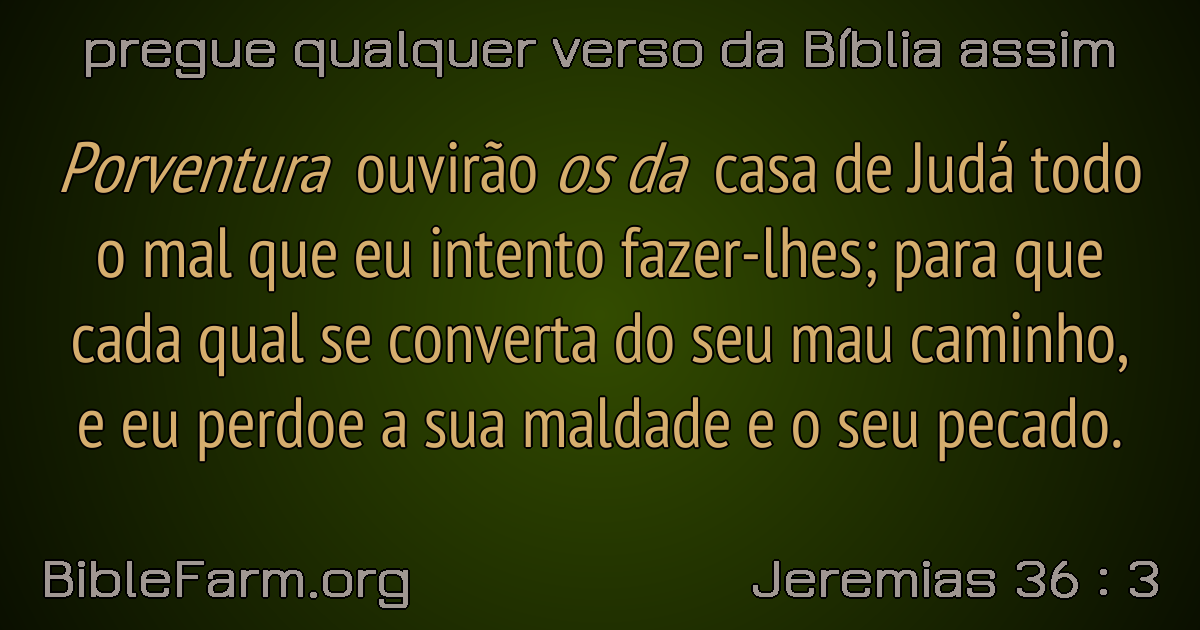 pregue qualquer verso da Bíblia assim
Porventura ouvirão os da casa de Judá todo
o mal que eu intento fazer-lhes; para que
cada qual se converta do seu mau caminho,
e eu perdoe a sua maldade e o seu pecado.
BibleFarm.org
Jeremias 36 : 3